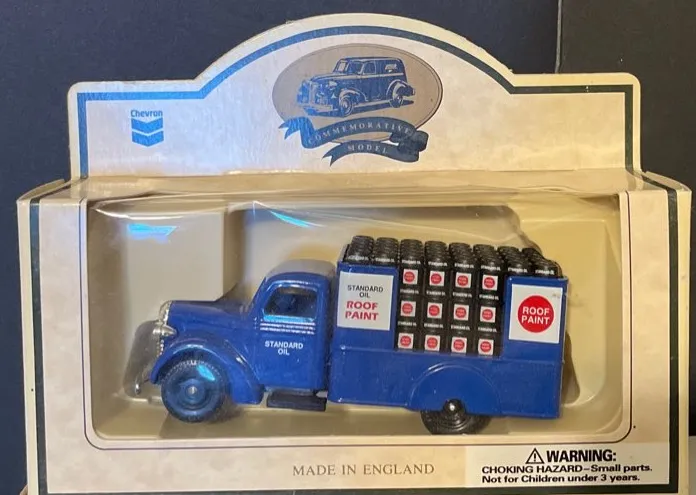 Chevron
COMMEMORATIVE
MODEL
STANDARD
OIL
ROOF
PAINT
ROOF
PAINT
STANDARD
OIL
MADE IN ENGLAND
WARNING:
CHOKING HAZARD–Small parts.
Not for Children under 3 years.